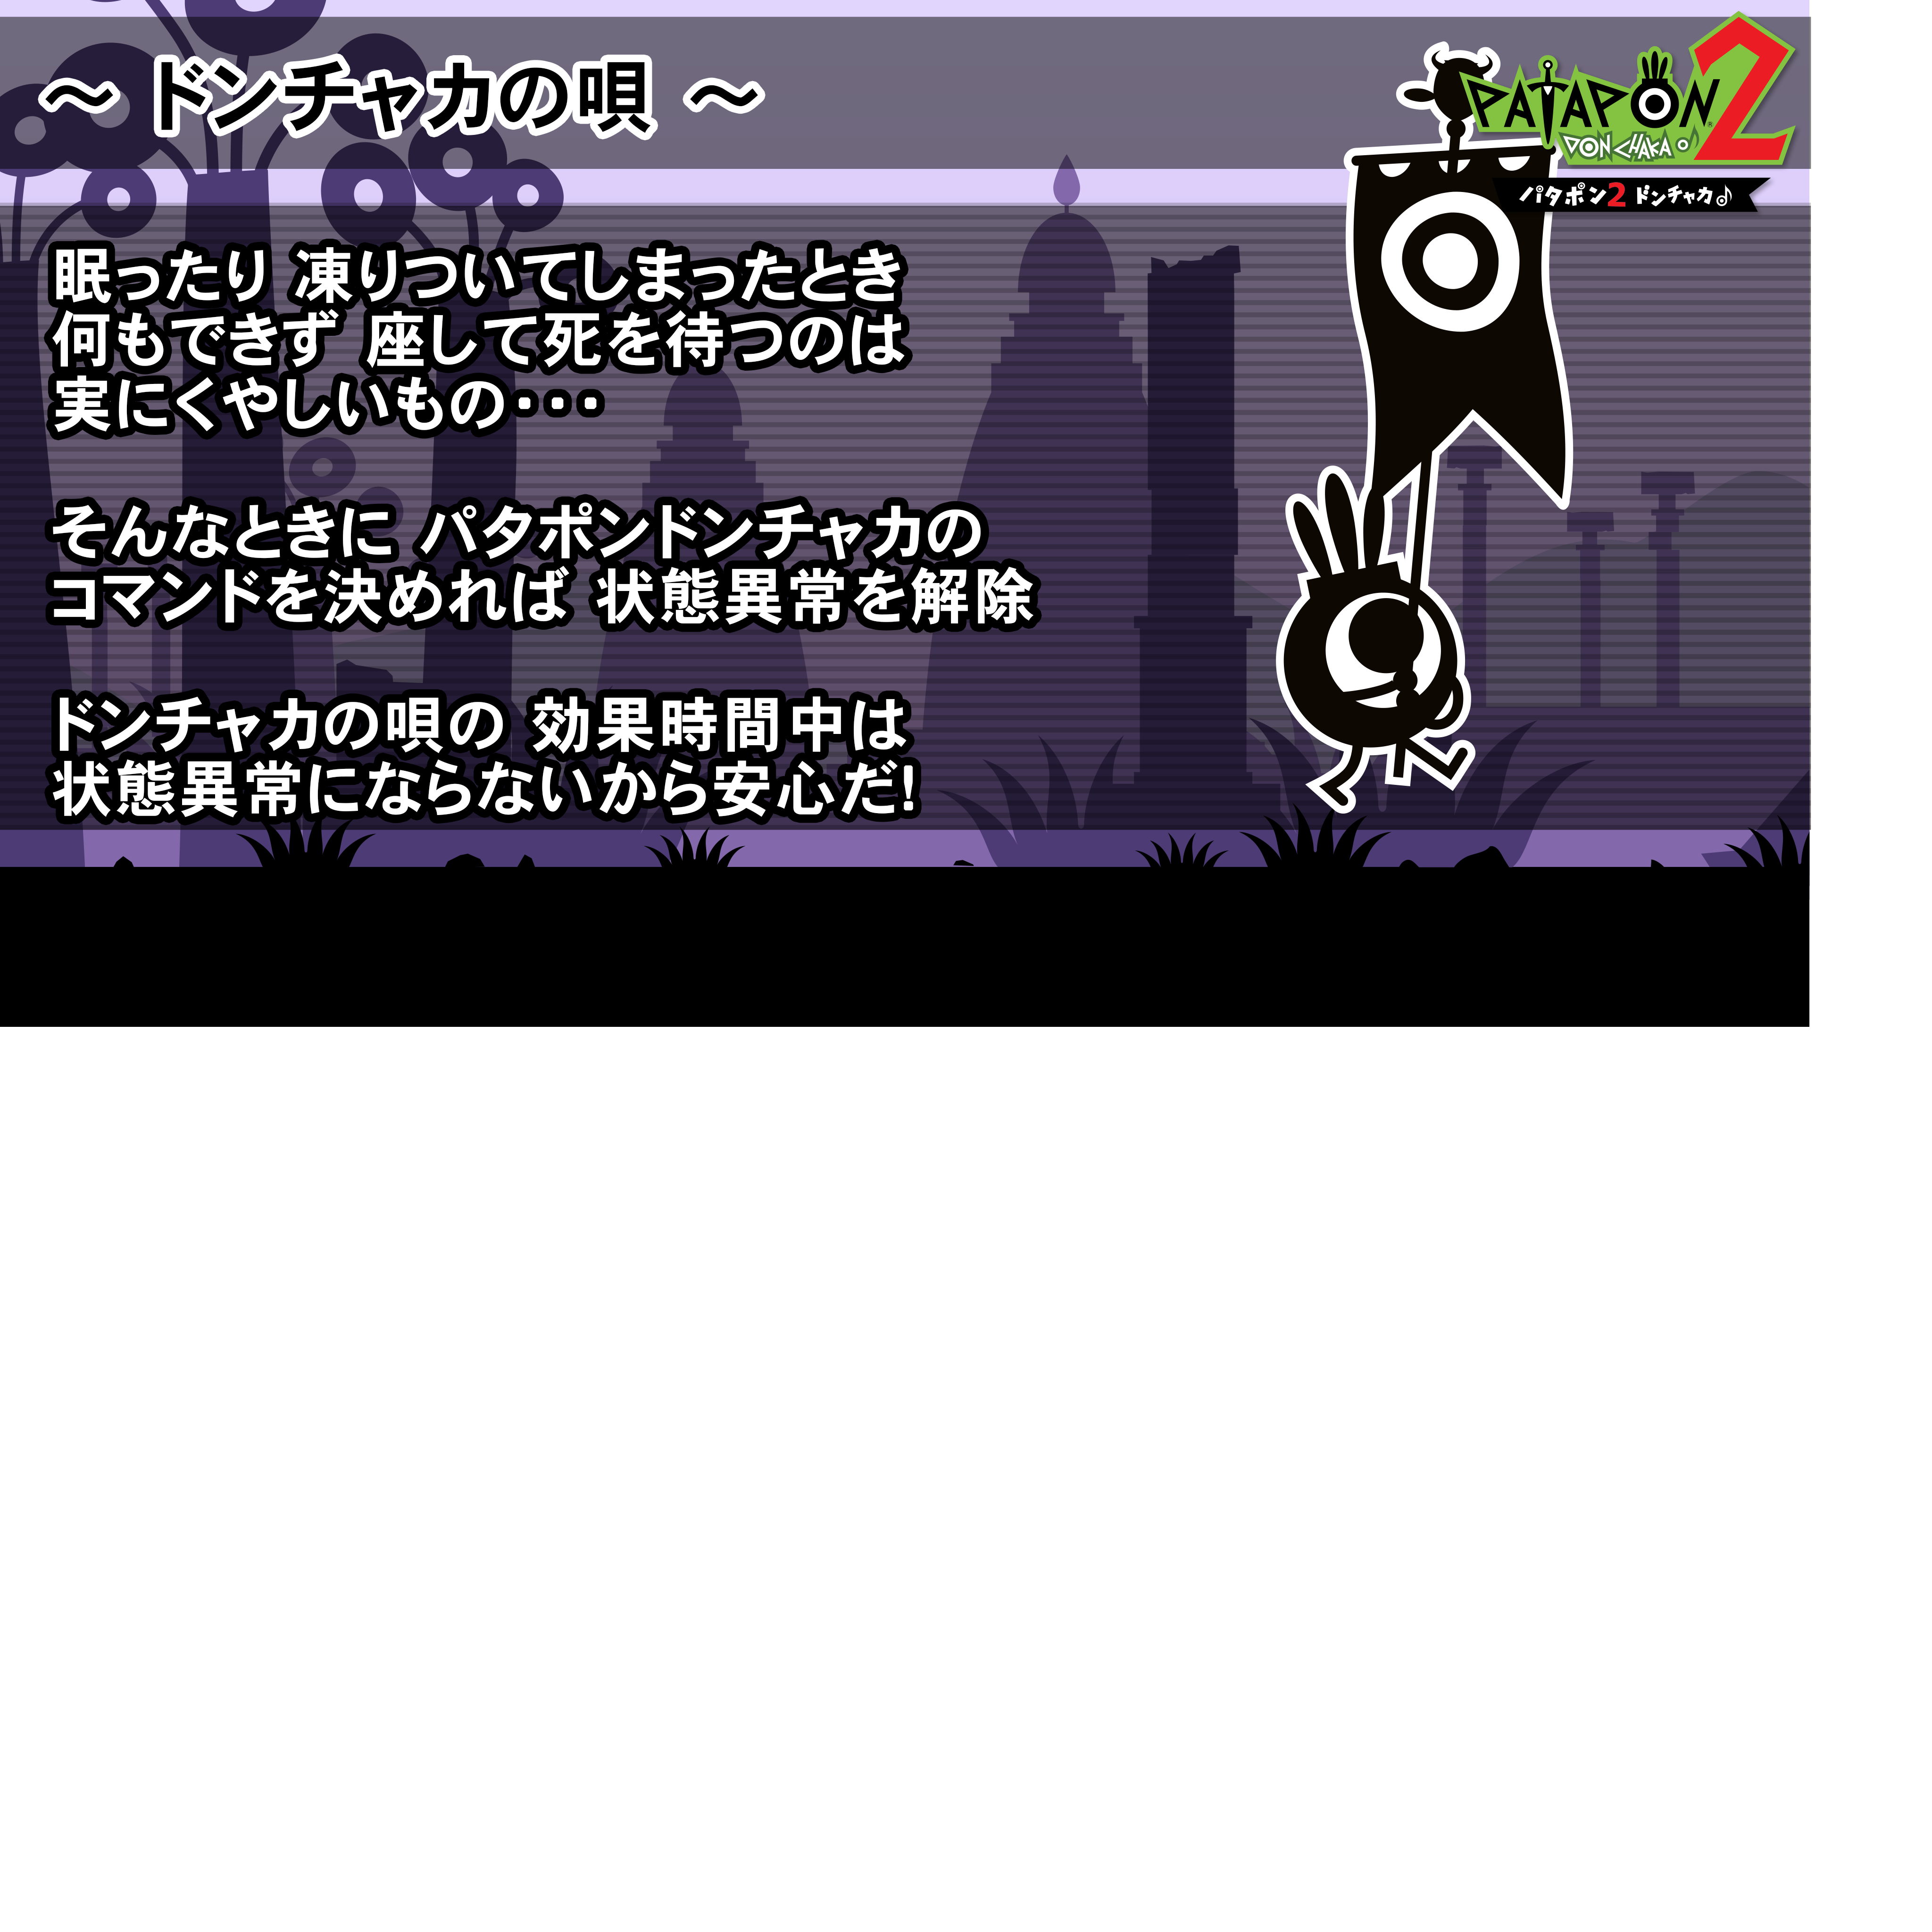 ～ ドンチャカの唄 ～
PATAPON2
DONCHAKA♪
パタポン2 ドンチャカ♪
眠ったり 凍りついてしまったとき
何もできず 座して死を待つのは
実にくやしいもの・・・
そんなときに パタポンドンチャカの
コマンドを決めれば 状態異常を解除
ドンチャカの唄の 効果時間中は
状態異常にならないから安心だ!